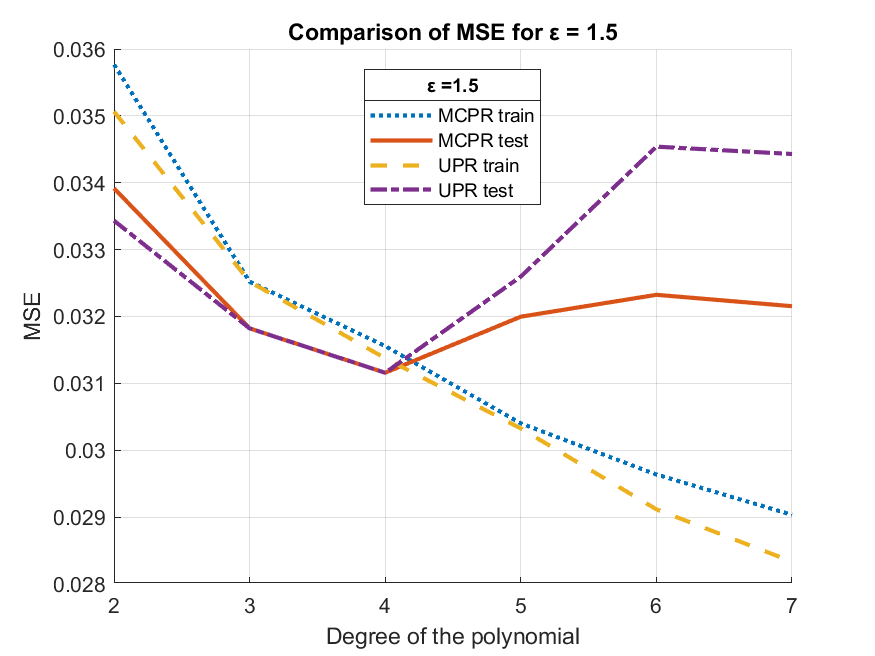 Comparison of MSE for ε = 1.5
0.036
0.035
0.034
0.033
0.032
0.031
0.03
0.029
0.028
MSE
ε =1.5
MCPR train
MCPR test
UPR train
UPR test
2 3 4 5 6 7
Degree of the polynomial